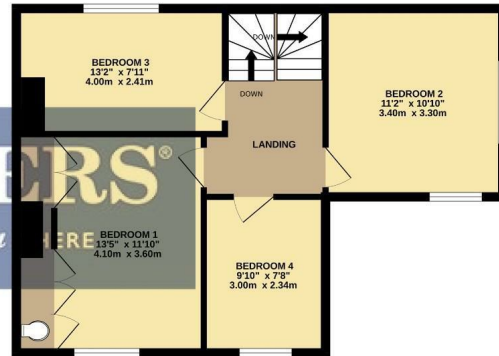 DOWN
BEDROOM 3
13'2" x 7'11"
4.00m x 2.41m
DOWN
BEDROOM 2
11'2" x 10'10"
3.40m x 3.30m
LANDING
ERS®
HERE
BEDROOM 1
13'5" x 11'10"
4.10m x 3.60m
BEDROOM 4
9'10" x 7'8"
3.00m x 2.34m